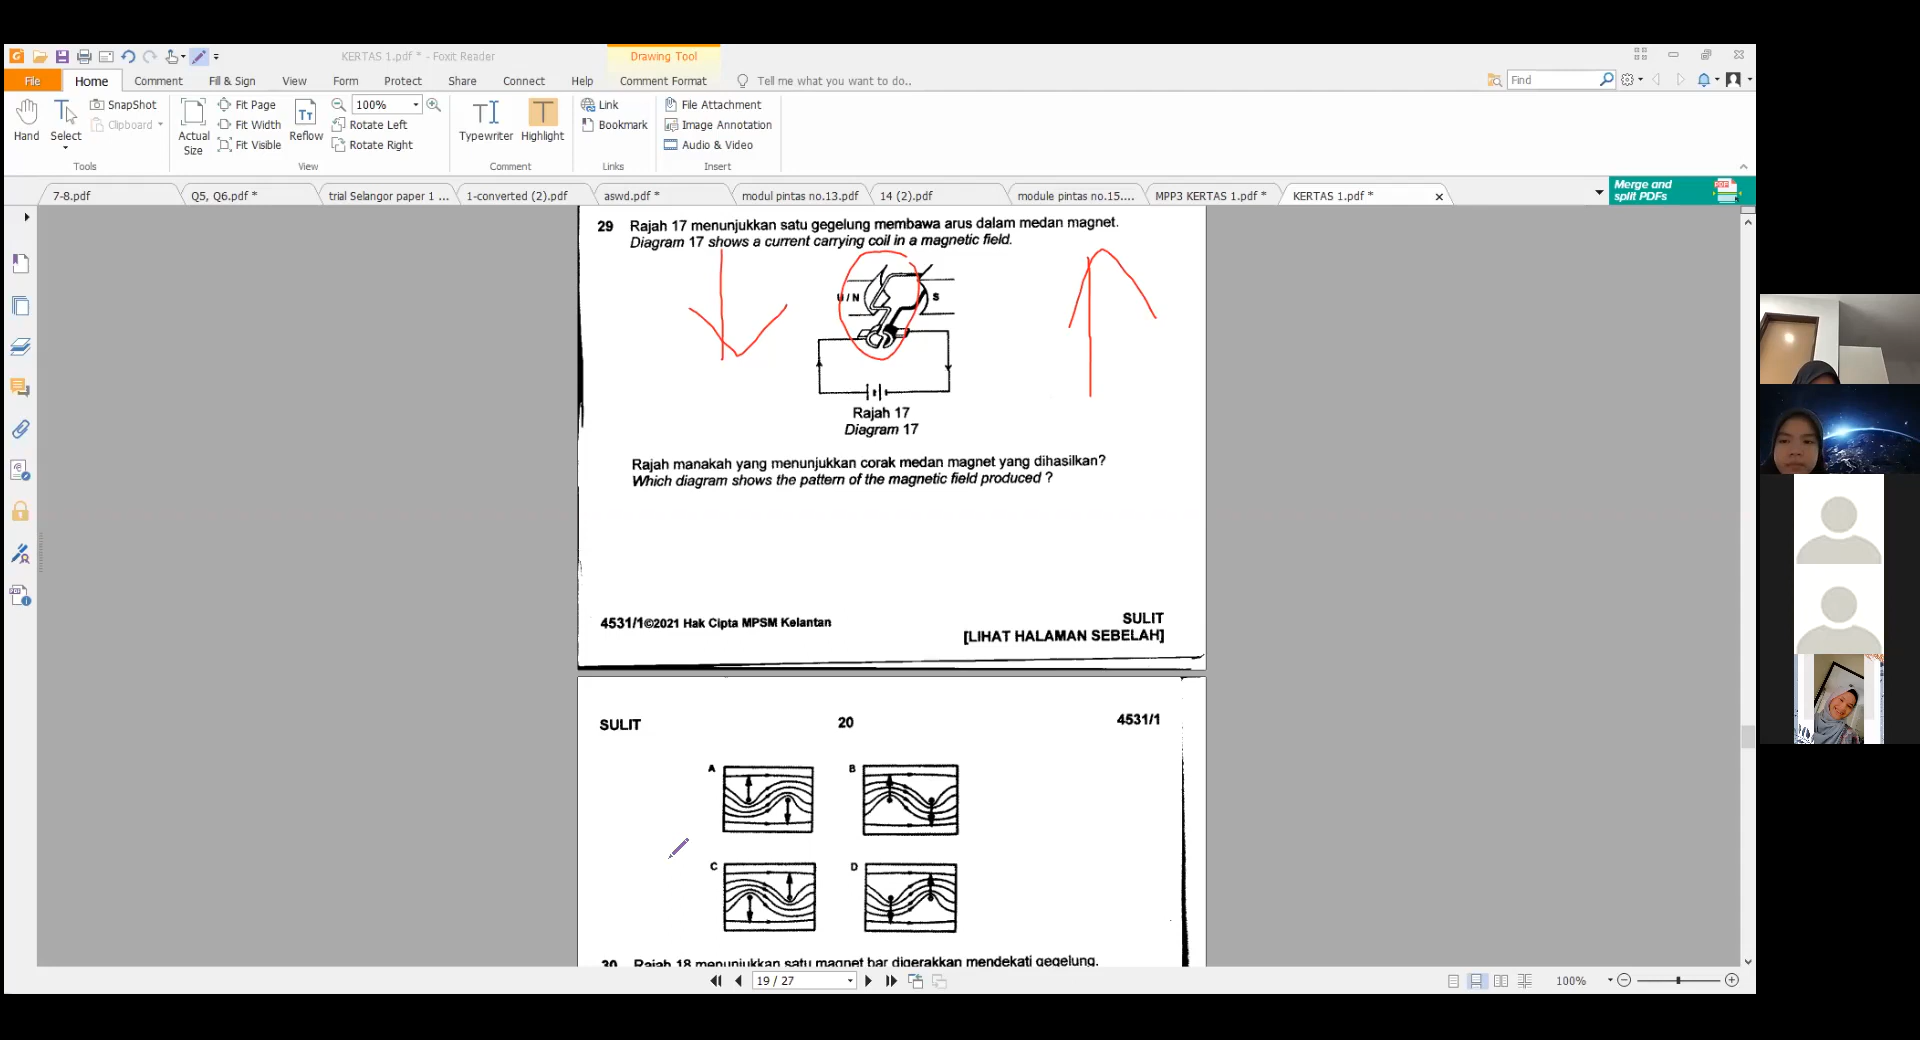 KERTAS 1.pdf * - Foxit Reader
Drawing Tool
File Home Comment Fill & Sign View Form Protect Share Connect Help Comment Format Tell me what you want to do..
Find
Hand
Select
SnapShot
Clipboard
Tools
Actual Size
Fit Page
Fit Width
Fit Visible
Reflow
100%
Rotate Left
Rotate Right
View
Typewriter
Highlight
Comment
Link
Bookmark
Links
File Attachment
Image Annotation
Audio & Video
Insert
7-8.pdf
Q5, Q6.pdf *
trial Selangor paper 1 ...
1-converted (2).pdf
aswd.pdf *
modul pintas no.13.pdf
14 (2).pdf
module pintas no.15....
MPP3 KERTAS 1.pdf *
KERTAS 1.pdf *
Merge and
split PDFs
29 Rajah 17 menunjukkan satu gegelung membawa arus dalam medan magnet.
Diagram 17 shows a current carrying coil in a magnetic field.
U / N
S
Rajah 17
Diagram 17
Rajah manakah yang menunjukkan corak medan magnet yang dihasilkan?
Which diagram shows the pattern of the magnetic field produced ?
4531/1©2021 Hak Cipta MPSM Kelantan
SULIT
[LIHAT HALAMAN SEBELAH]
SULIT 20 4531/1
A B
C D
30 Rajah 18 menunjukkan satu magnet bar digerakkan mendekati gegelung.
19 / 27
100%